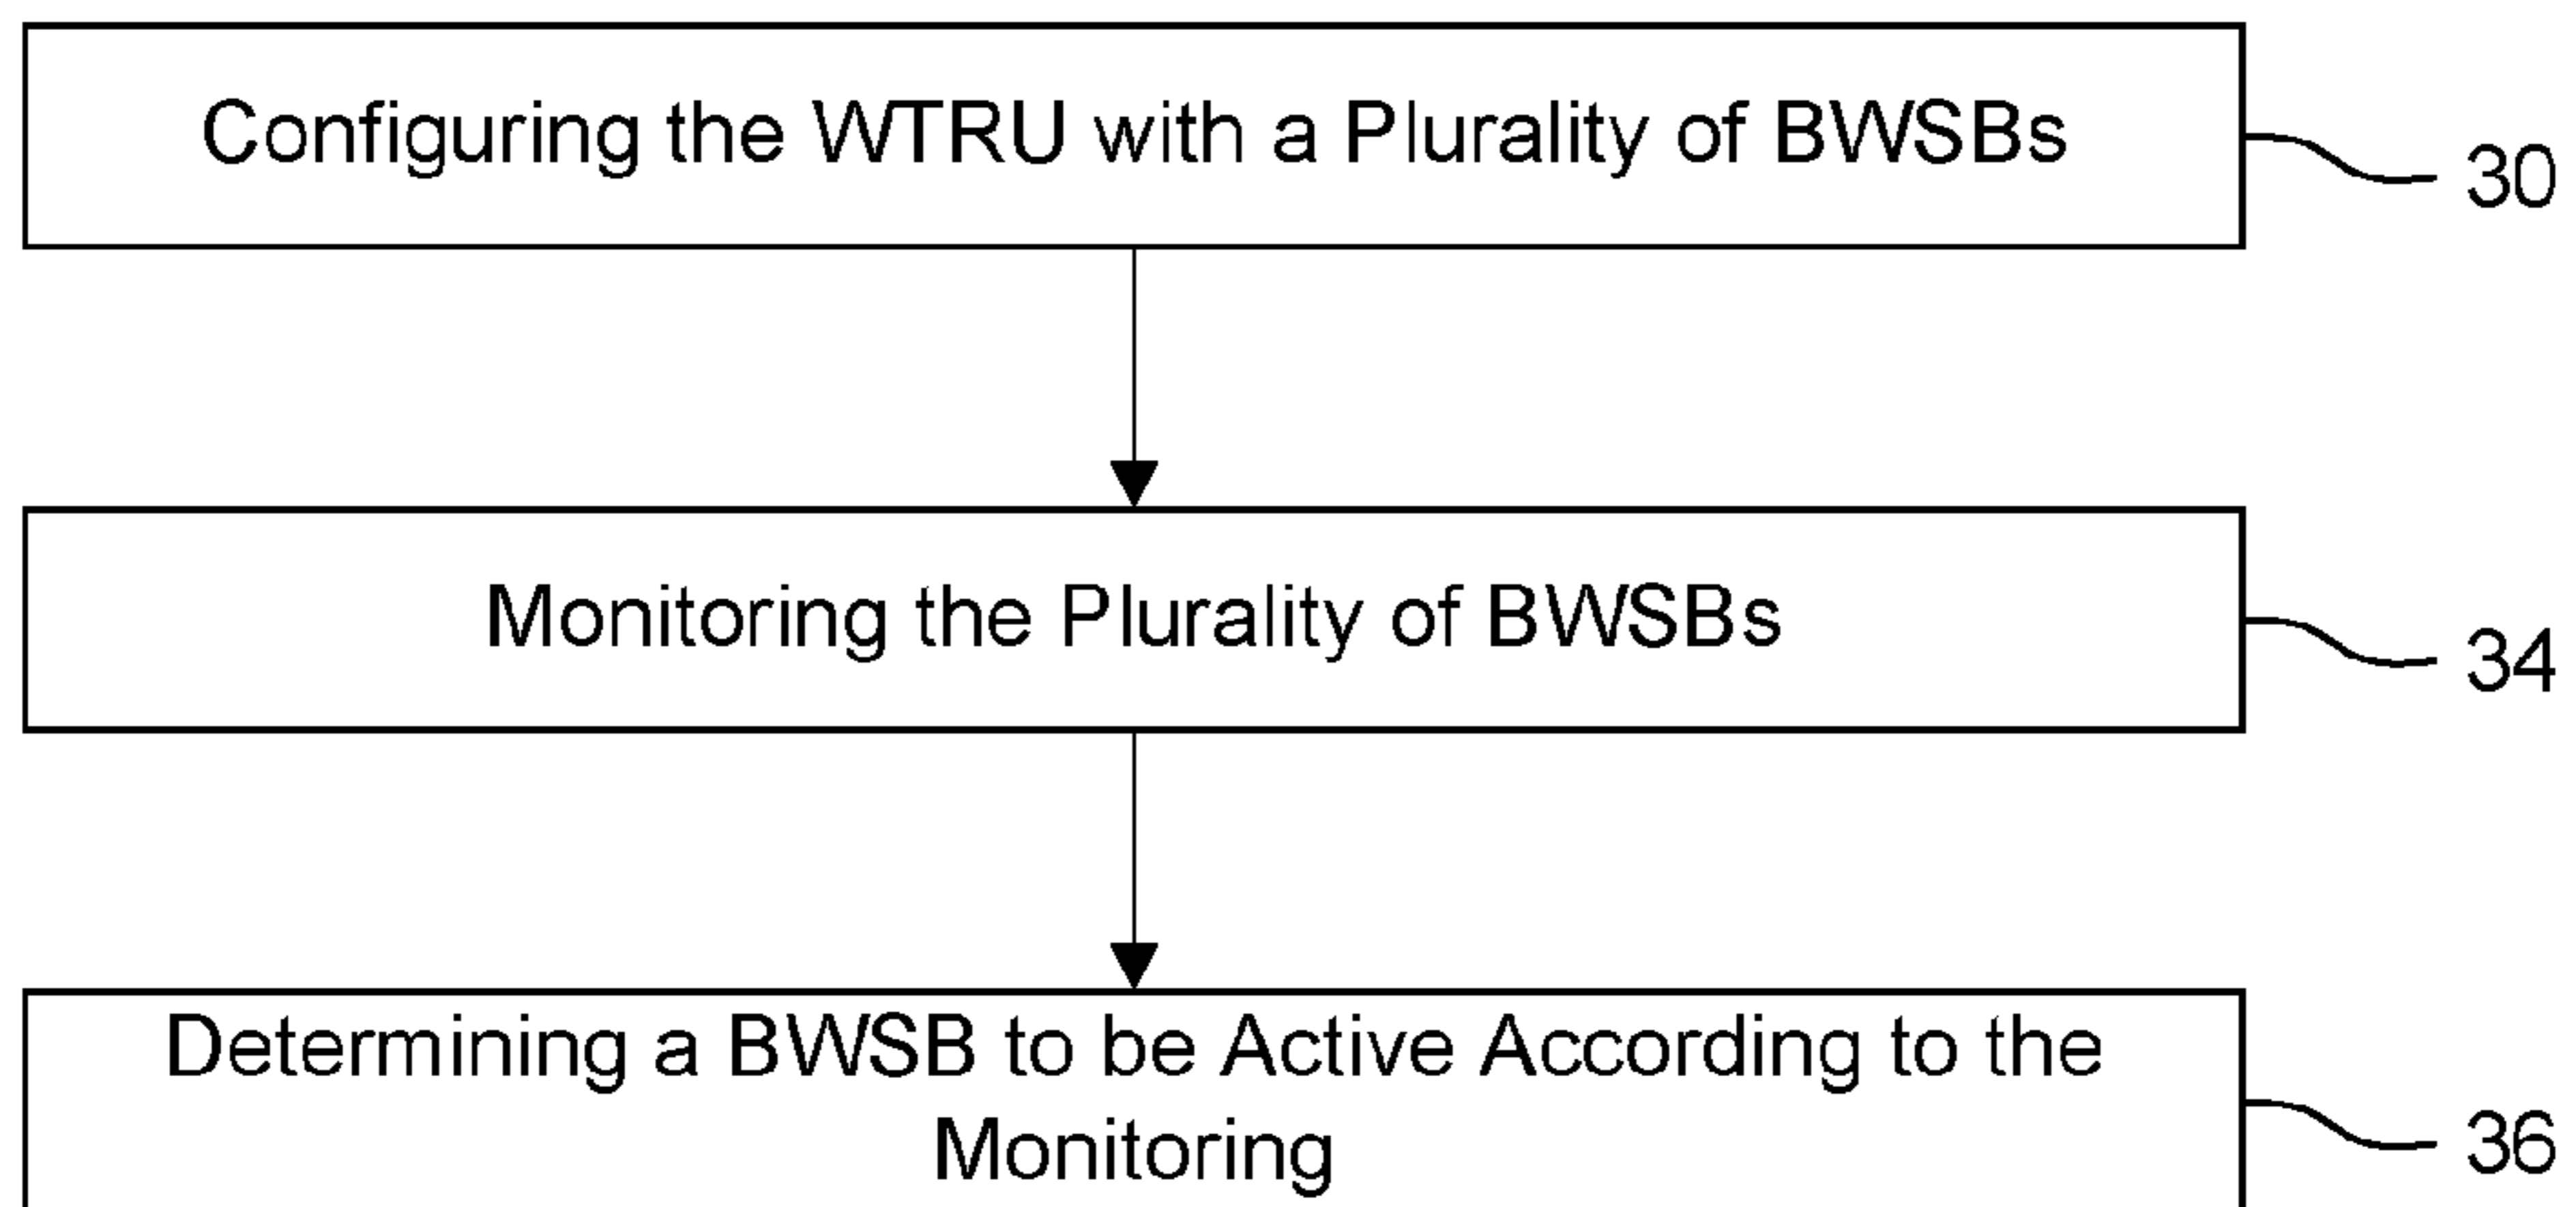 Configuring the WTRU with a Plurality of BWSBs
30
Monitoring the Plurality of BWSBs
34
Determining a BWSB to be Active According to the
Monitoring
36